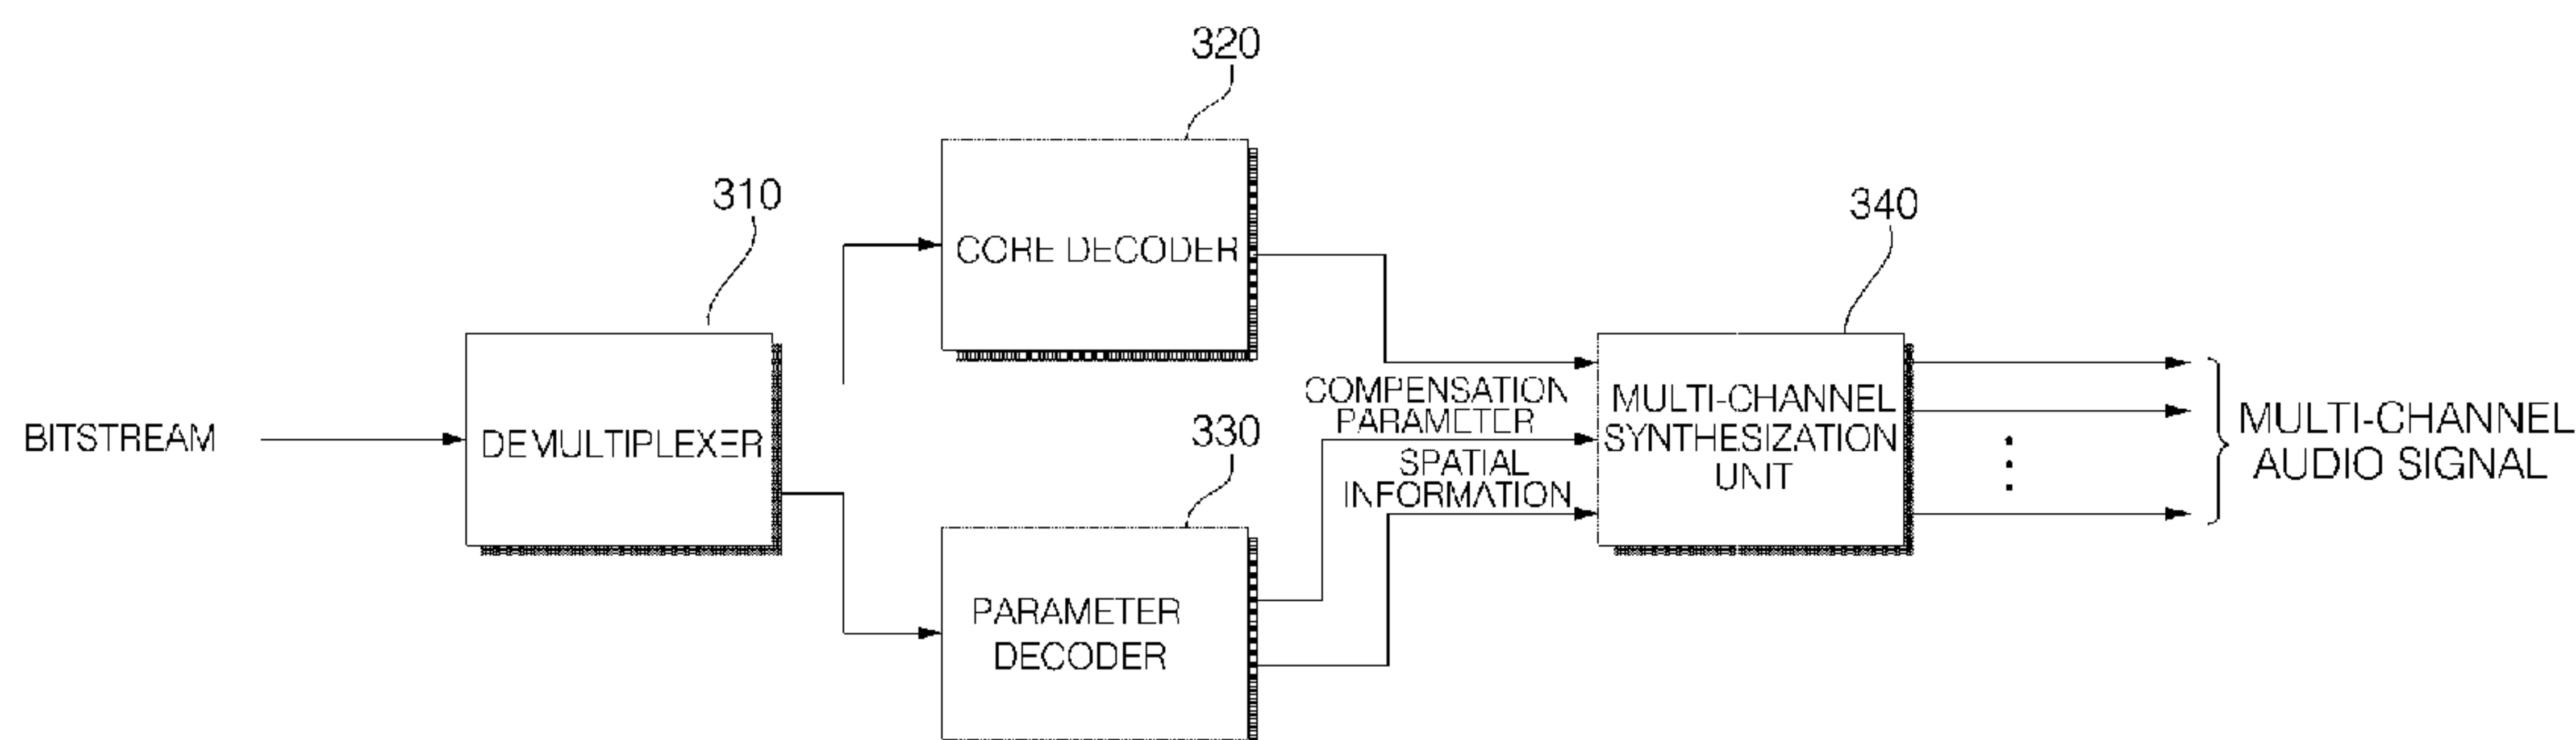 320
310
CORE DECODER
340
BITSTREAM
DEMULTIPLEXER
COMPENSATION
PARAMETER
330
SPATIAL
INFORMATION
MULTI-CHANNEL
SYNTHESIZATION
UNIT
MULTI-CHANNEL
AUDIO SIGNAL
PARAMETER
DECODER